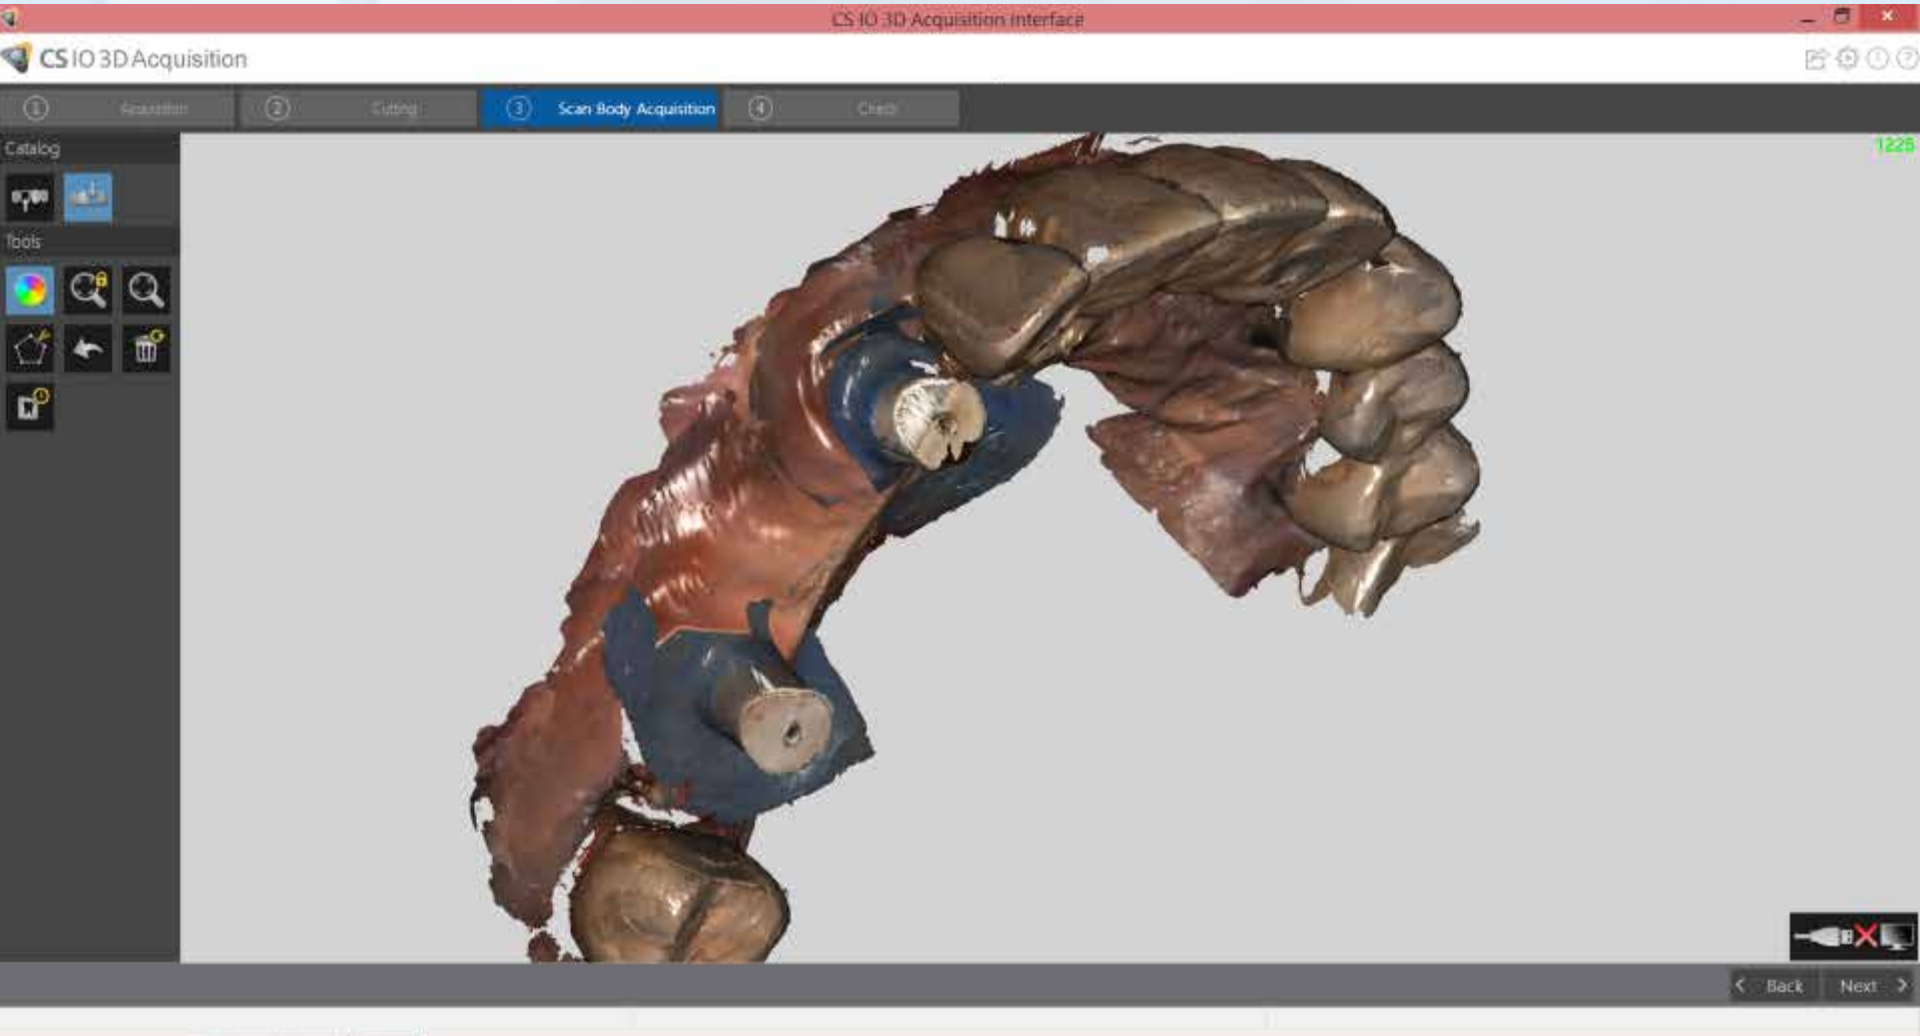 CS IO 3D Acquisition Interface
CS IO 3D Acquisition
1 Acquisition 2 Cutting 3 Scan Body Acquisition 4 Check
Catalog
1225
Tools
Back Next